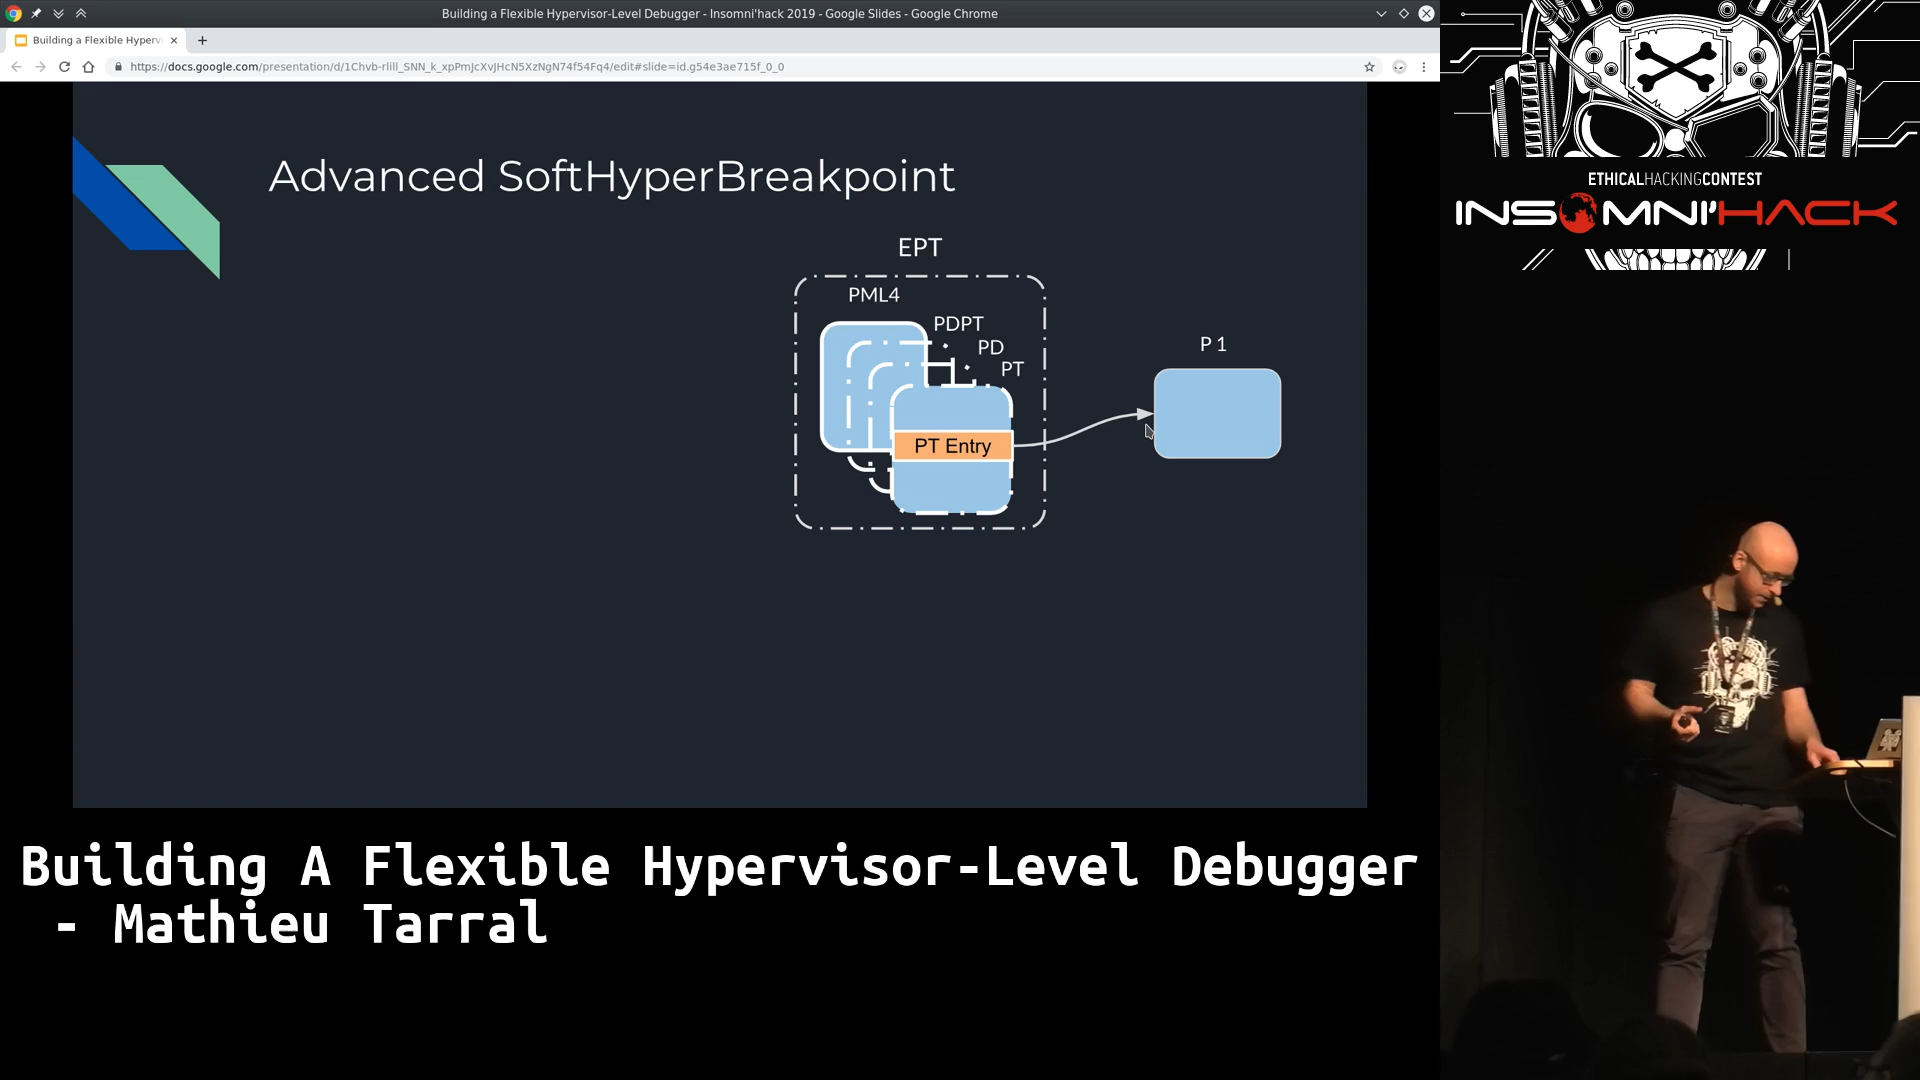 Building a Flexible Hypervisor-Level Debugger - Insomni'hack 2019 - Google Slides - Google Chrome
Building a Flexible Hyperv
https://docs.google.com/presentation/d/1Chvb-rlill_SNN_k_xpPmJcXvJHcN5XzNgN74f54Fq4/edit#slide=id.g54e3ae715f_0_0
Advanced SoftHyperBreakpoint
EPT
PML4
PDPT
PD
PT
PT Entry
P 1
ETHICALHACKINGCONTEST
INSOMNI'HACK
Building A Flexible Hypervisor-Level Debugger
- Mathieu Tarral